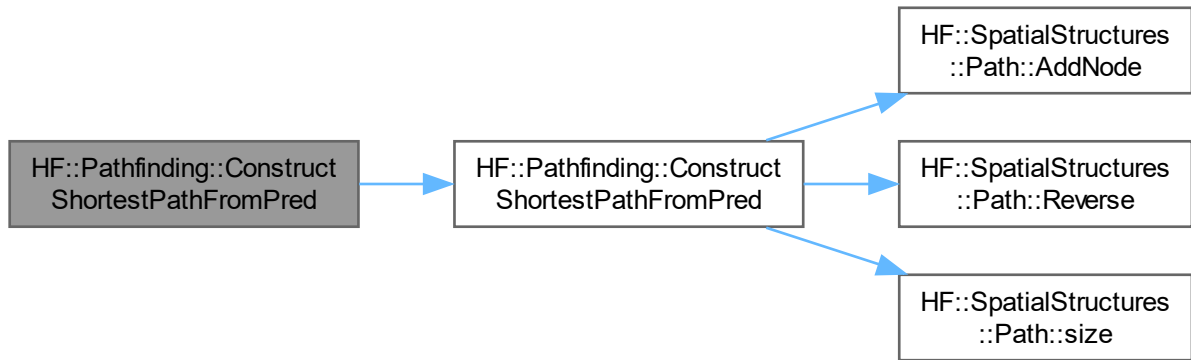 HF::Pathfinding::Construct
ShortestPathFromPred
HF::Pathfinding::Construct
ShortestPathFromPred
HF::SpatialStructures
::Path::AddNode
HF::SpatialStructures
::Path::Reverse
HF::SpatialStructures
::Path::size